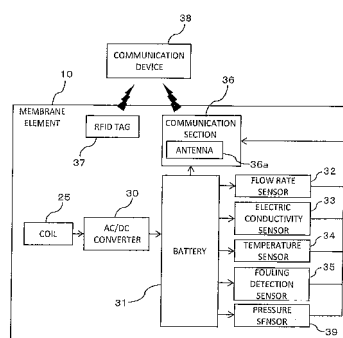 38
COMMUNICATION
DEVICE
10
MEMBRANE
ELEMENT
RFID TAG
37
36
COMMUNICATION
SECTION
ANTENNA
36a
FLOW RATE
SENSOR
32
ELECTRIC
CONDUCTIVITY
SENSOR
33
26
COIL
30
AC/DC
CONVERTER
BATTERY
31
TEMPERATURE
SENSOR
34
FOULING
DETECTION
SENSOR
35
PRESSURE
SENSOR
39